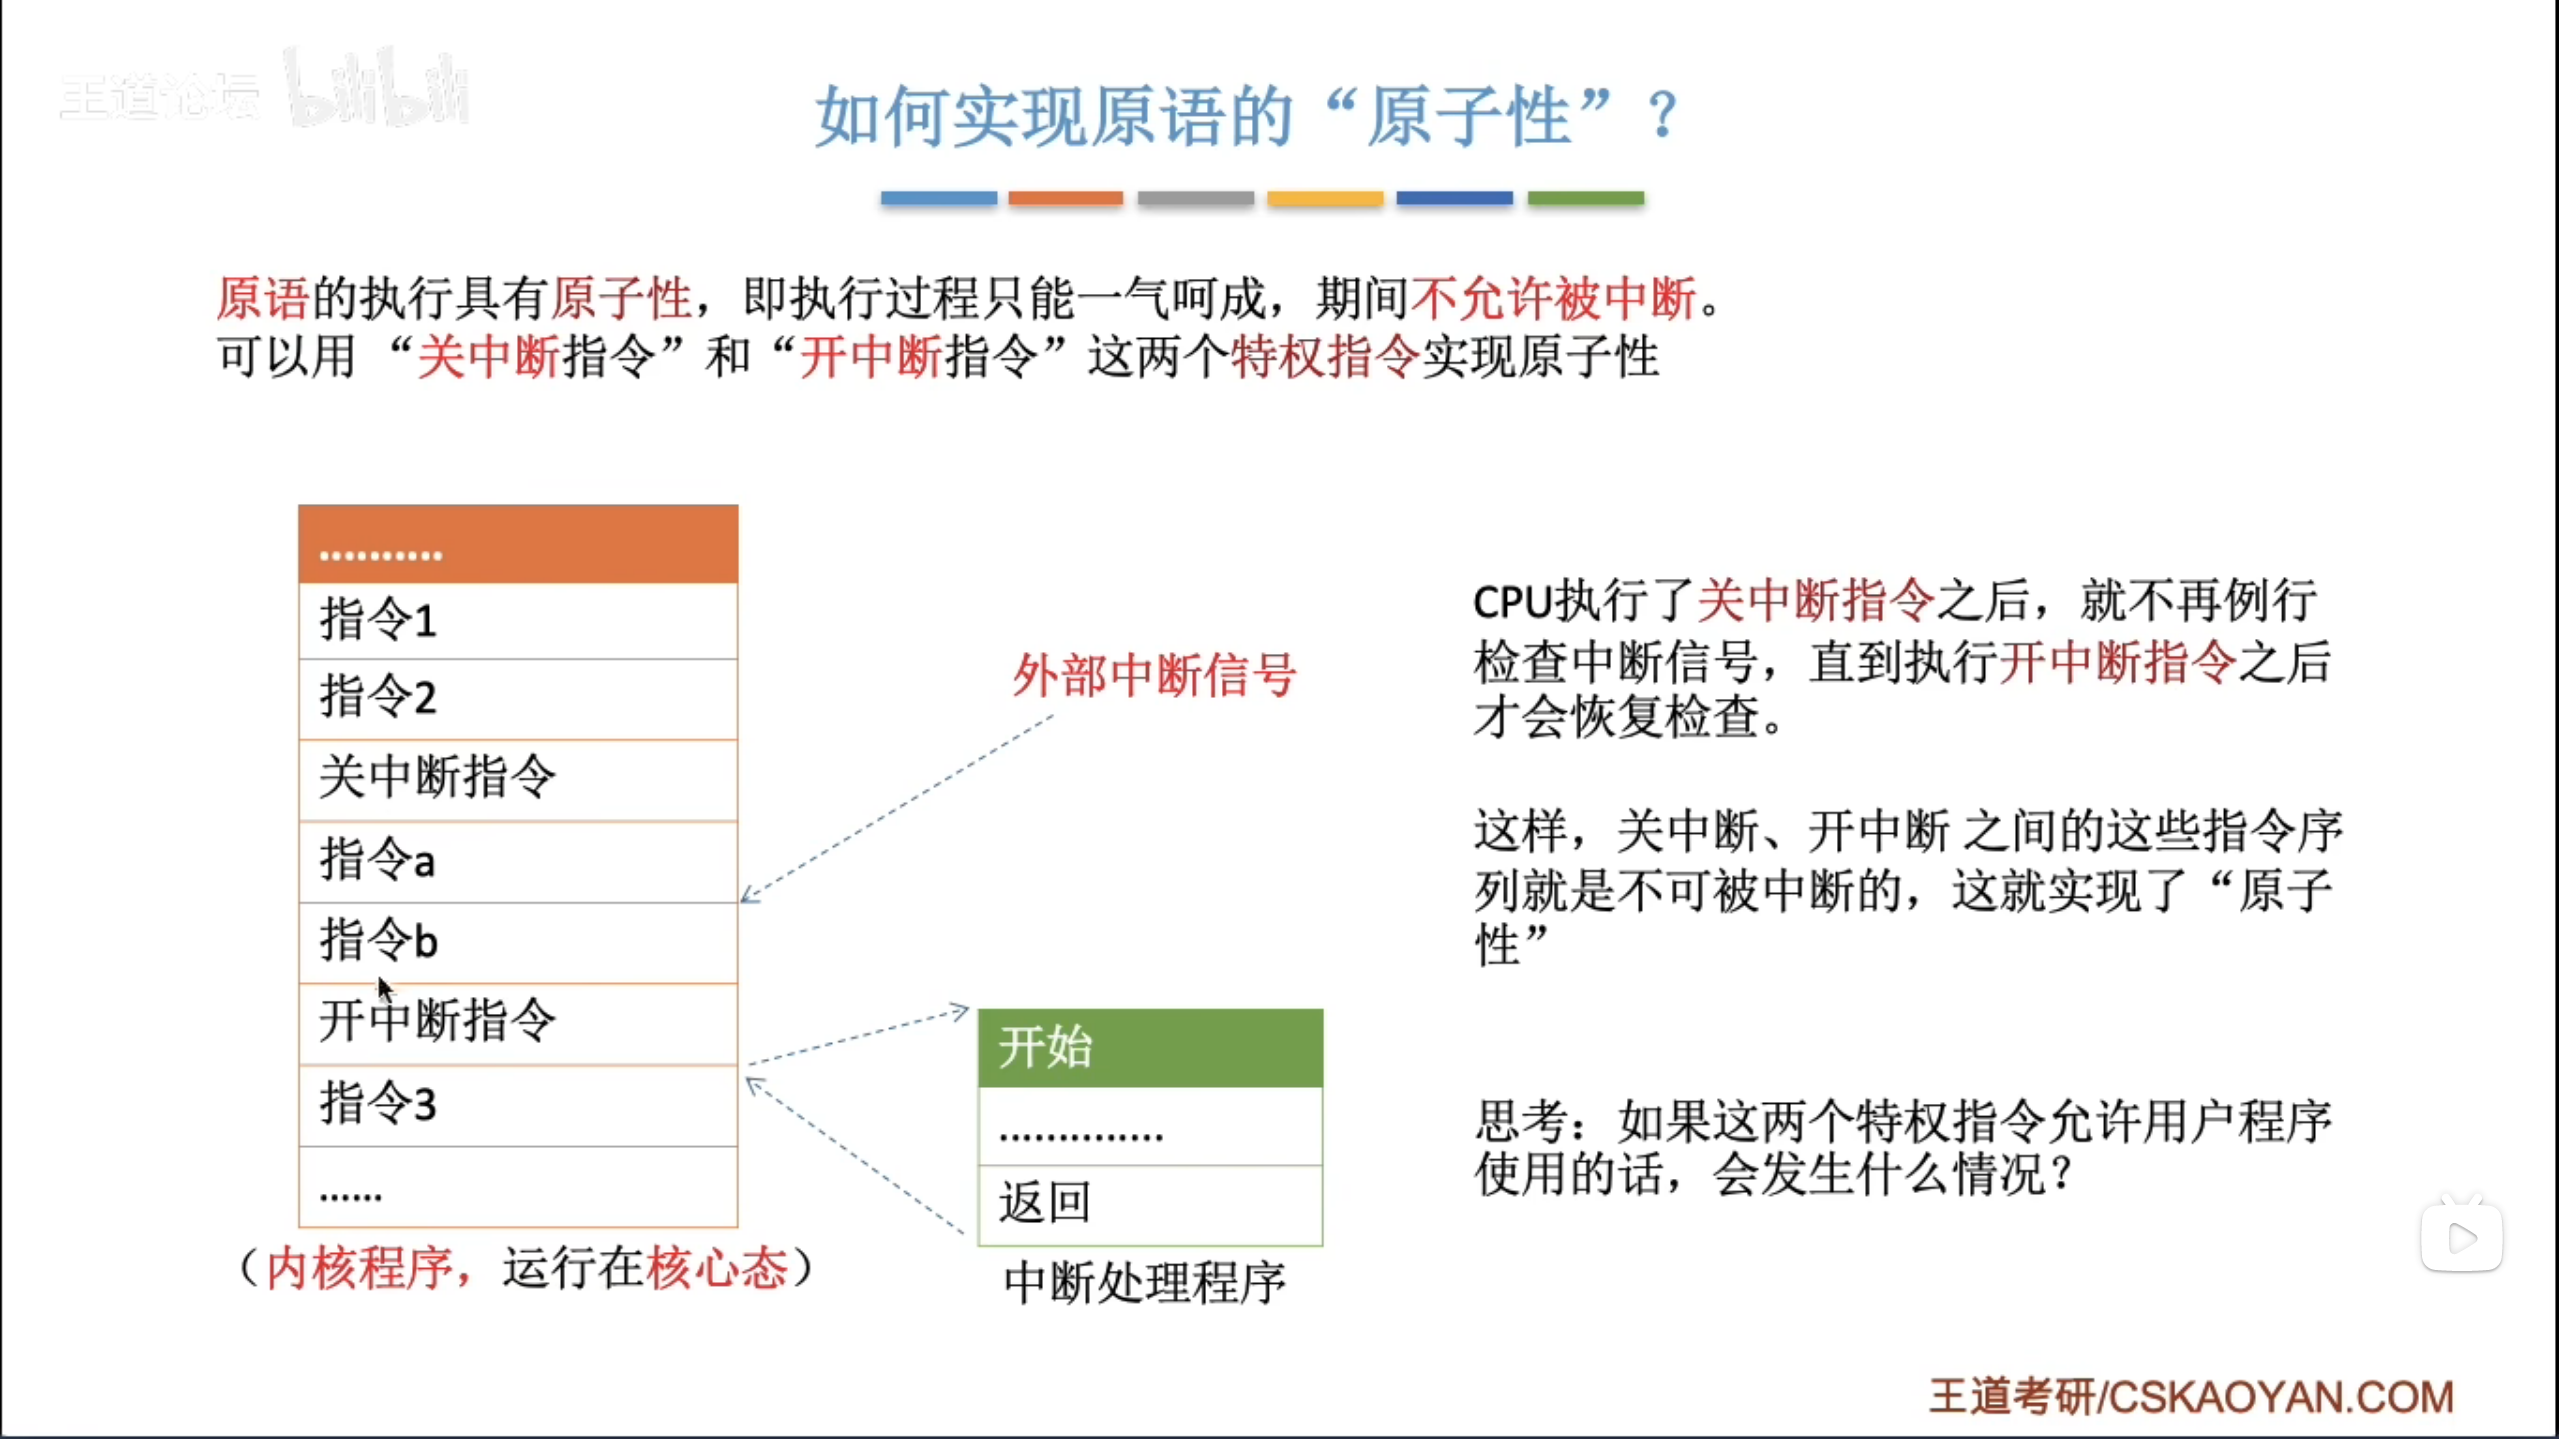 王道论坛 bilibili
如何实现原语的“原子性”？
原语的执行具有原子性，即执行过程只能一气呵成，期间不允许被中断。
可以用 “关中断指令”和“开中断指令”这两个特权指令实现原子性
..........
指令1
指令2
关中断指令
指令a
指令b
开中断指令
指令3
......
（内核程序，运行在核心态）
外部中断信号
开始
..............
返回
中断处理程序
CPU执行了关中断指令之后，就不再例行
检查中断信号，直到执行开中断指令之后
才会恢复检查。
这样，关中断、开中断 之间的这些指令序
列就是不可被中断的，这就实现了“原子
性”
思考：如果这两个特权指令允许用户程序
使用的话，会发生什么情况？
王道考研/CSKAOYAN.COM